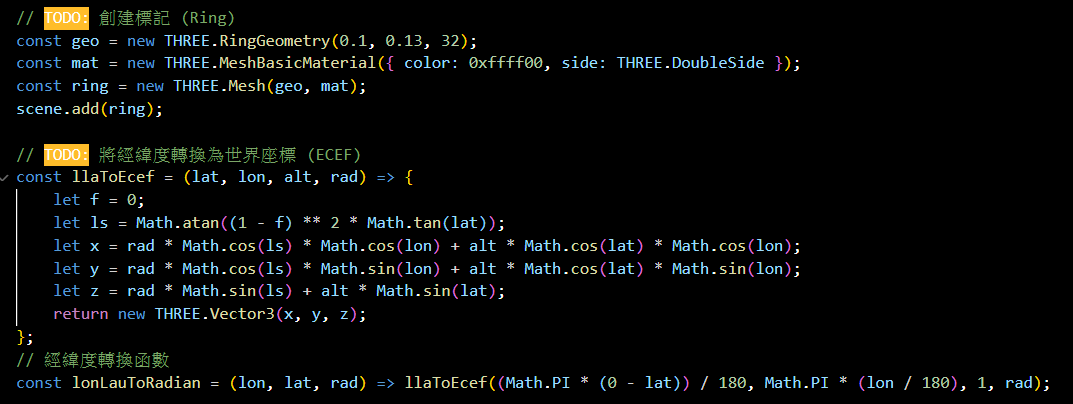 // TODO: 創建標記 (Ring)
const geo = new THREE.RingGeometry(0.1, 0.13, 32);
const mat = new THREE.MeshBasicMaterial({ color: 0xffff00, side: THREE.DoubleSide });
const ring = new THREE.Mesh(geo, mat);
scene.add(ring);

// TODO: 將經緯度轉換為世界座標 (ECEF)
const llaToEcef = (lat, lon, alt, rad) => {
    let f = 0;
    let ls = Math.atan((1 - f) ** 2 * Math.tan(lat));
    let x = rad * Math.cos(ls) * Math.cos(lon) + alt * Math.cos(lat) * Math.cos(lon);
    let y = rad * Math.cos(ls) * Math.sin(lon) + alt * Math.cos(lat) * Math.sin(lon);
    let z = rad * Math.sin(ls) + alt * Math.sin(lat);
    return new THREE.Vector3(x, y, z);
};
// 經緯度轉換函數
const lonLauToRadian = (lon, lat, rad) => llaToEcef((Math.PI * (0 - lat)) / 180, Math.PI * (lon / 180), 1, rad);